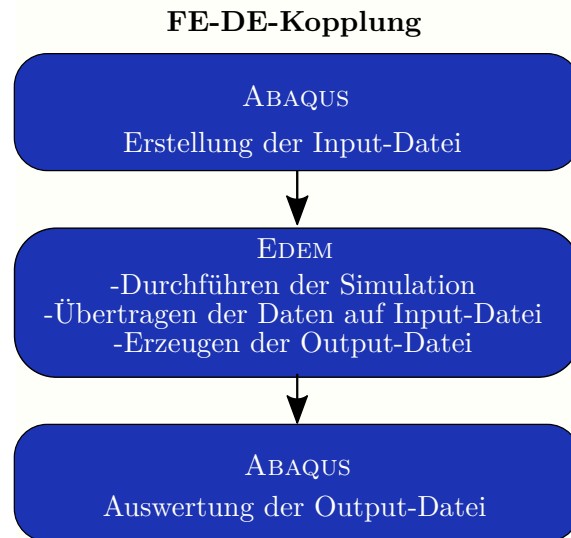 FE-DE-Kopplung
ABAQUS
Erstellung der Input-Datei
EDEM
-Durchführen der Simulation
-Übertragen der Daten auf Input-Datei
-Erzeugen der Output-Datei
ABAQUS
Auswertung der Output-Datei